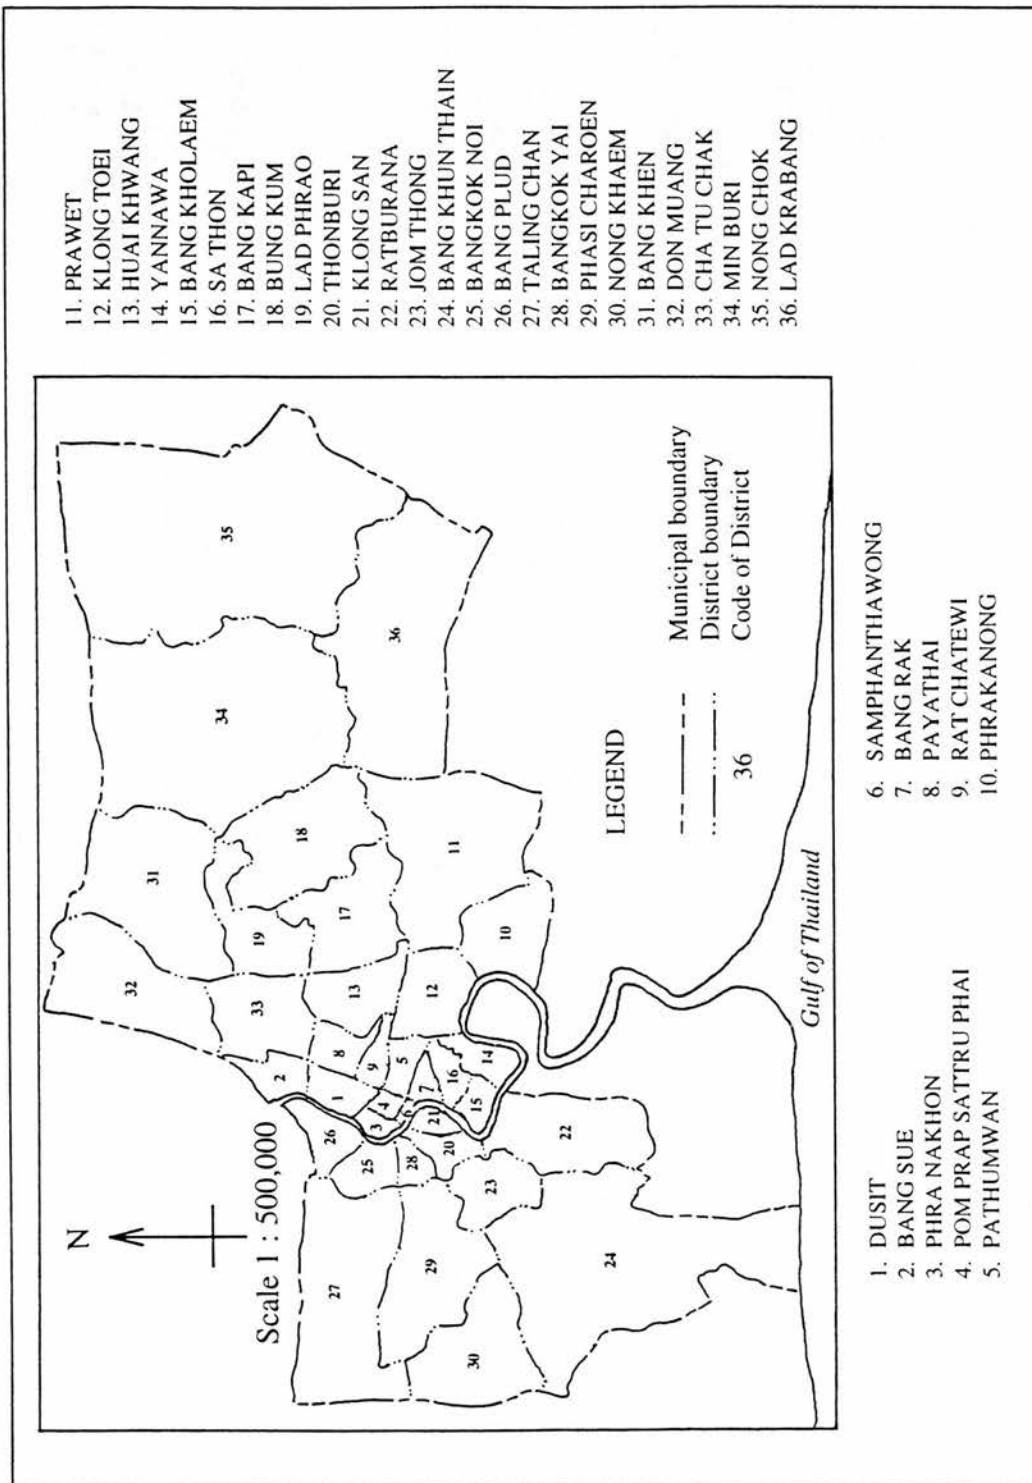 N
Scale 1 : 500,000
1
2
3
4
5
6
7
8
9
10
11
12
13
14
15
16
17
18
19
20
21
22
23
24
25
26
27
28
29
30
31
32
33
33
34
35
36
LEGEND
Municipal boundary
District boundary
36 Code of District
Gulf of Thailand
1. DUSIT
2. BANG SUE
3. PHRA NAKHON
4. POM PRAP SATTRU PHAI
5. PATHUMWAN
6. SAMPHANTHAWONG
7. BANG RAK
8. PAYATHAI
9. RAT CHATEWI
10. PHRAKANONG
11. PRAWET
12. KLONG TOEI
13. HUAI KHWANG
14. YANNAWA
15. BANG KHOLAEM
16. SA THON
17. BANG KAPI
18. BUNG KUM
19. LAD PHRAO
20. THONBURI
21. KLONG SAN
22. RATBURANA
23. JOM THONG
24. BANG KHUN THAIN
25. BANGKOK NOI
26. BANG PLUD
27. TALING CHAN
28. BANGKOK YAI
29. PHASI CHAROEN
30. NONG KHAEM
31. BANG KHEN
32. DON MUANG
33. CHA TU CHAK
34. MIN BURI
35. NONG CHOK
36. LAD KRABANG